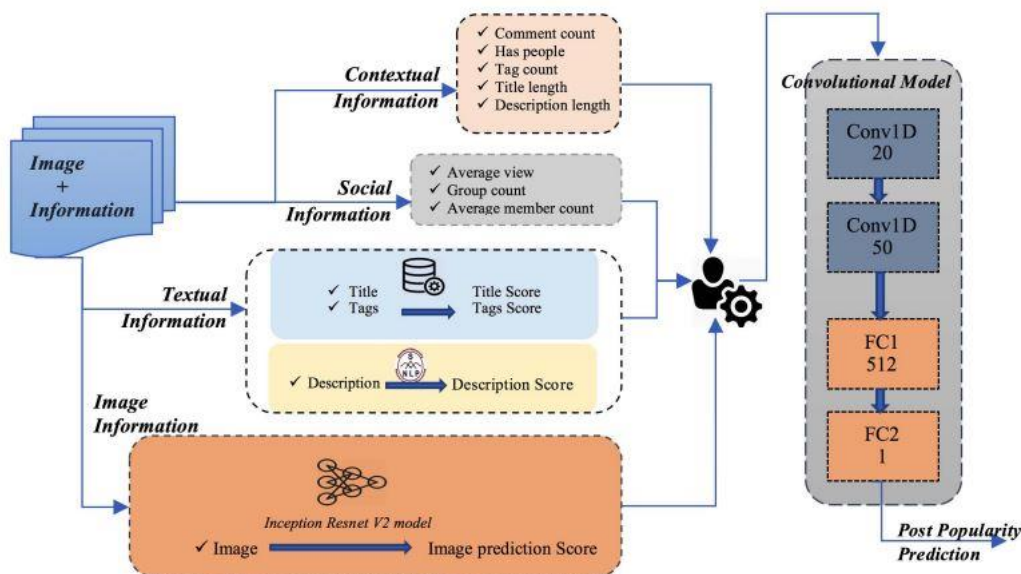 Image
+
Information
Contextual
Information
✓ Comment count
✓ Has people
✓ Tag count
✓ Title length
✓ Description length
Social
Information
✓ Average view
✓ Group count
✓ Average member count
Textual
Information
✓ Title
Title Score
✓ Tags
Tags Score
S
NLP
✓ Description
Description Score
Image
Information
Inception Resnet V2 model
✓ Image
Image prediction Score
Convolutional Model
Conv1D
20
Conv1D
50
FC1
512
FC2
1
Post Popularity
Prediction